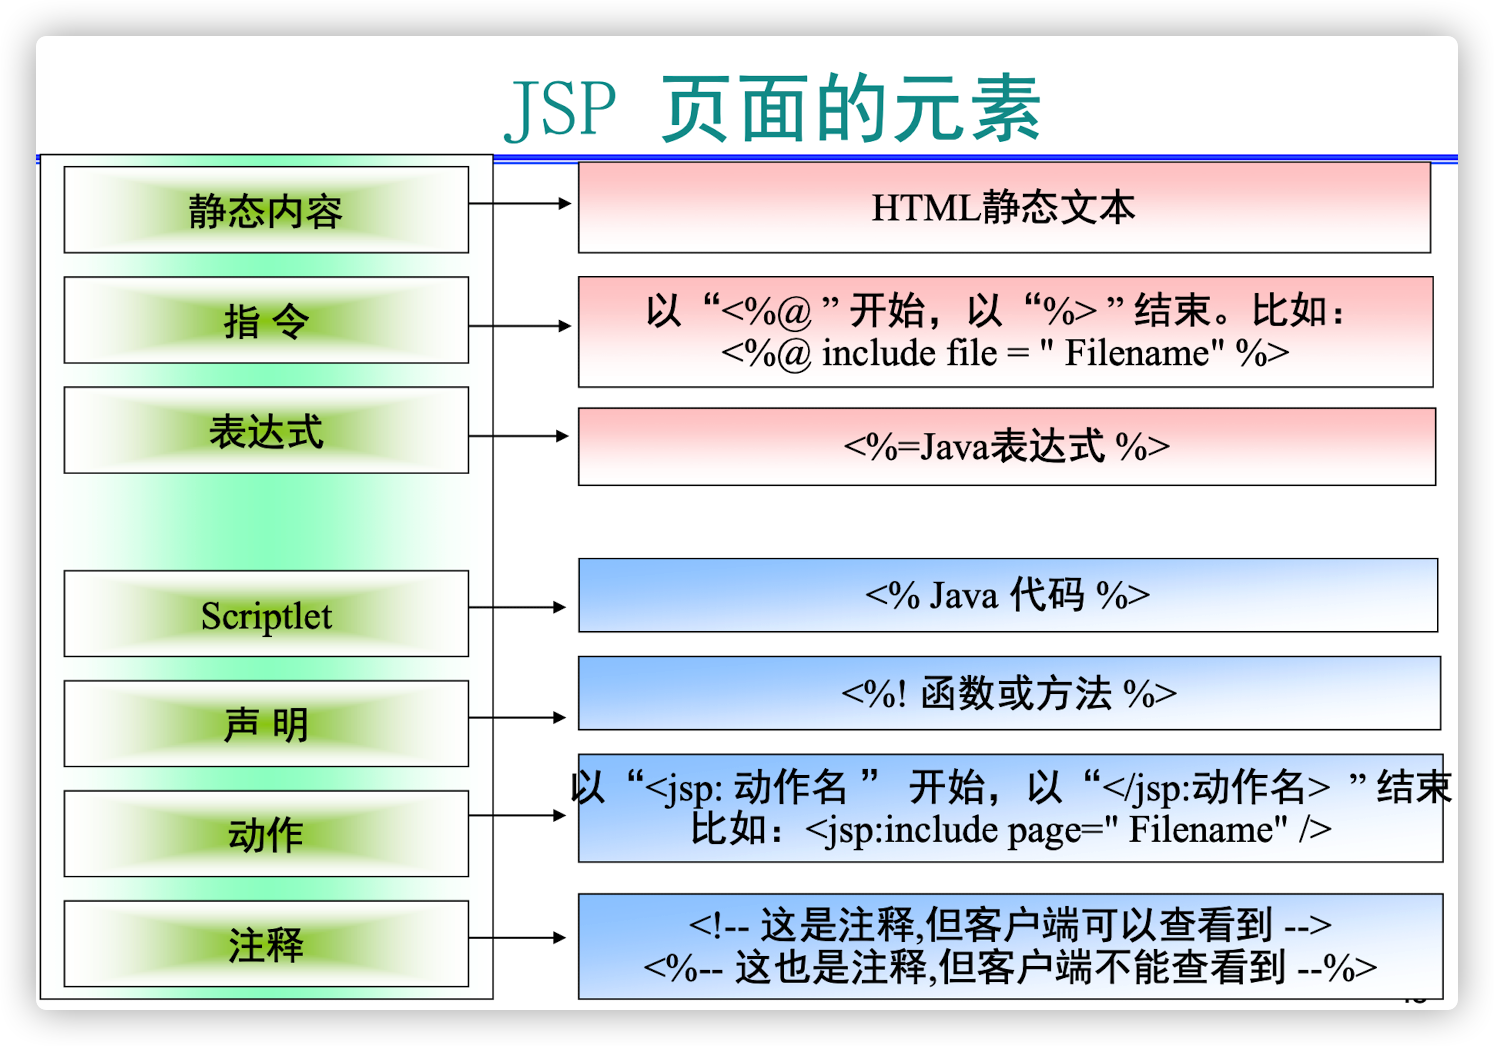 JSP 页面的元素
静态内容
HTML静态文本
指 令
以“<%@ ” 开始，以“%> ” 结束。比如：
<%@ include file = " Filename" %>
表达式
<%=Java表达式 %>
Scriptlet
<% Java 代码 %>
声 明
<%! 函数或方法 %>
动作
以“<jsp: 动作名 ” 开始，以“</jsp:动作名> ” 结束
比如：<jsp:include page=" Filename" />
注释
<!-- 这是注释,但客户端可以查看到 -->
<%-- 这也是注释,但客户端不能查看到 --%>